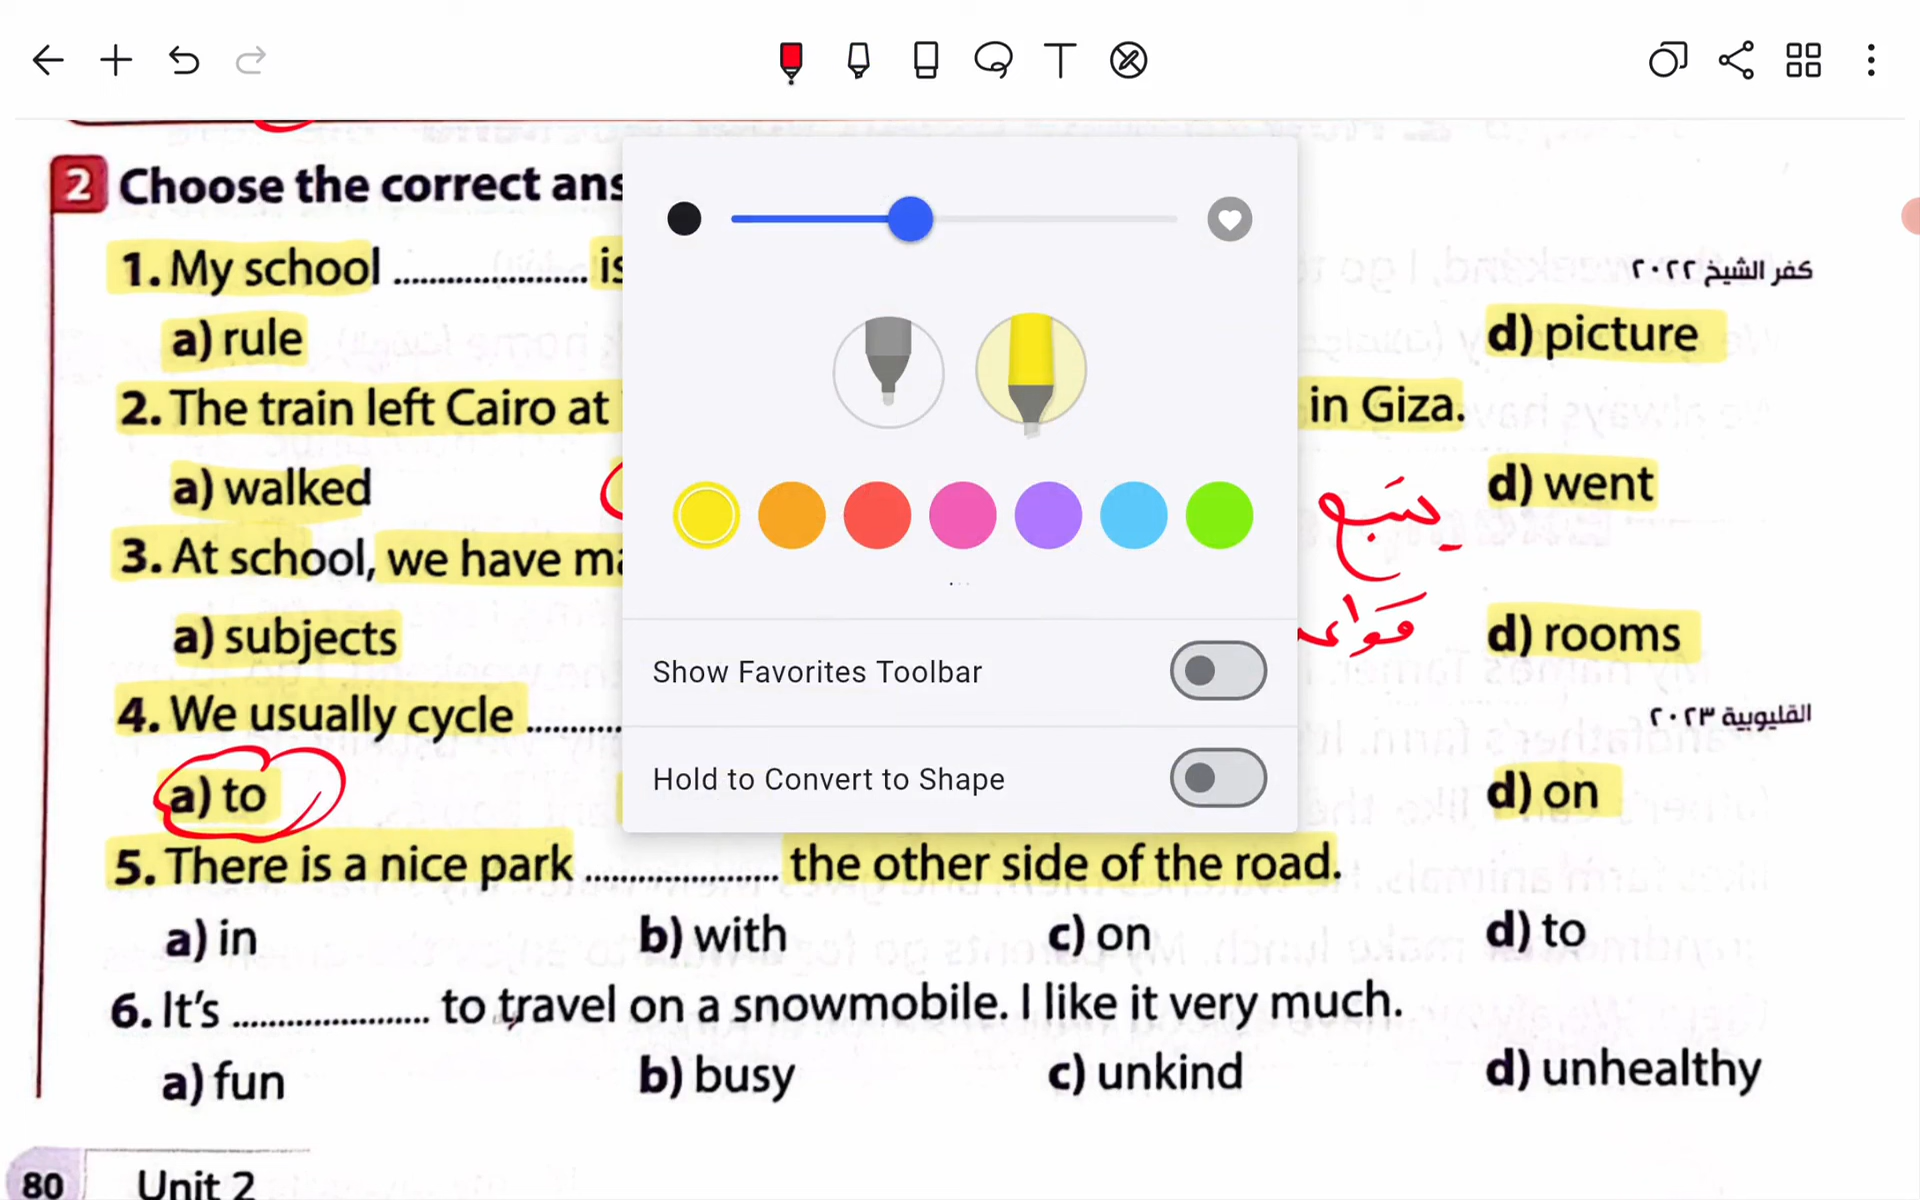 2 Choose the correct ans
1. My school .................... is
كفر الشيخ ٢٠٢٢
a) rule
d) picture
2. The train left Cairo at
in Giza.
a) walked
d) went
3. At school, we have ma
a) subjects
d) rooms
4. We usually cycle ..........
القليوبية ٢٠٢٣
a) to
d) on
5. There is a nice park .................... the other side of the road.
a) in b) with c) on d) to
6. It's .................... to travel on a snowmobile. I like it very much.
a) fun b) busy c) unkind d) unhealthy
80 Unit 2
Show Favorites Toolbar
Hold to Convert to Shape